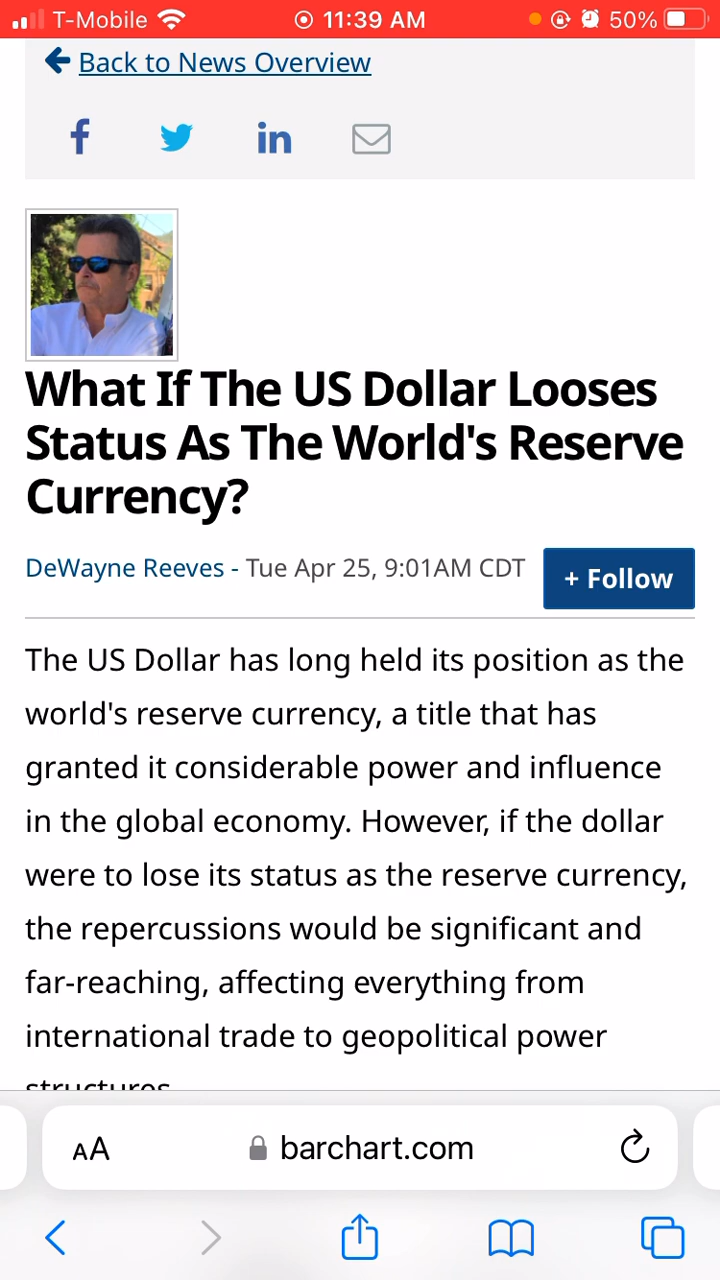 T-Mobile 11:39 AM 50%
Back to News Overview
What If The US Dollar Looses
Status As The World's Reserve
Currency?
DeWayne Reeves - Tue Apr 25, 9:01AM CDT + Follow
The US Dollar has long held its position as the
world's reserve currency, a title that has
granted it considerable power and influence
in the global economy. However, if the dollar
were to lose its status as the reserve currency,
the repercussions would be significant and
far-reaching, affecting everything from
international trade to geopolitical power
structures.
AA barchart.com